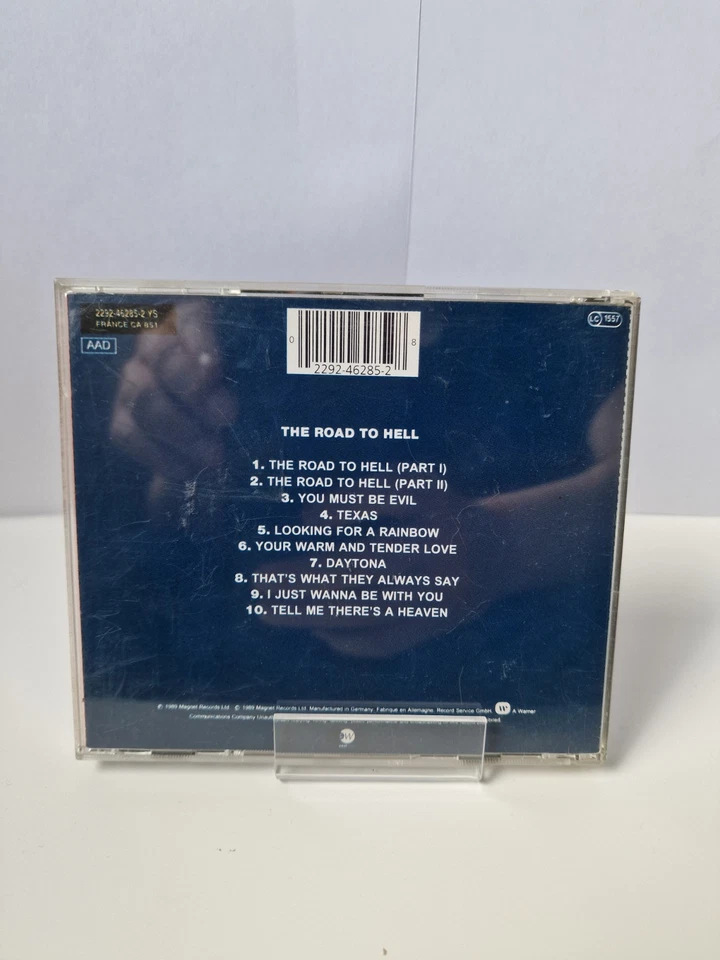 2292-46285-2 YS
FRANCE CA 851
AAD
0 2292-46285-2 8
LC 1557
THE ROAD TO HELL
1. THE ROAD TO HELL (PART I)
2. THE ROAD TO HELL (PART II)
3. YOU MUST BE EVIL
4. TEXAS
5. LOOKING FOR A RAINBOW
6. YOUR WARM AND TENDER LOVE
7. DAYTONA
8. THAT'S WHAT THEY ALWAYS SAY
9. I JUST WANNA BE WITH YOU
10. TELL ME THERE'S A HEAVEN
℗ 1989 Magnet Records Ltd. © 1989 Magnet Records Ltd. Manufactured in Germany. Fabriqué en Allemagne. Record Service GmbH. A Warner
Communications Company